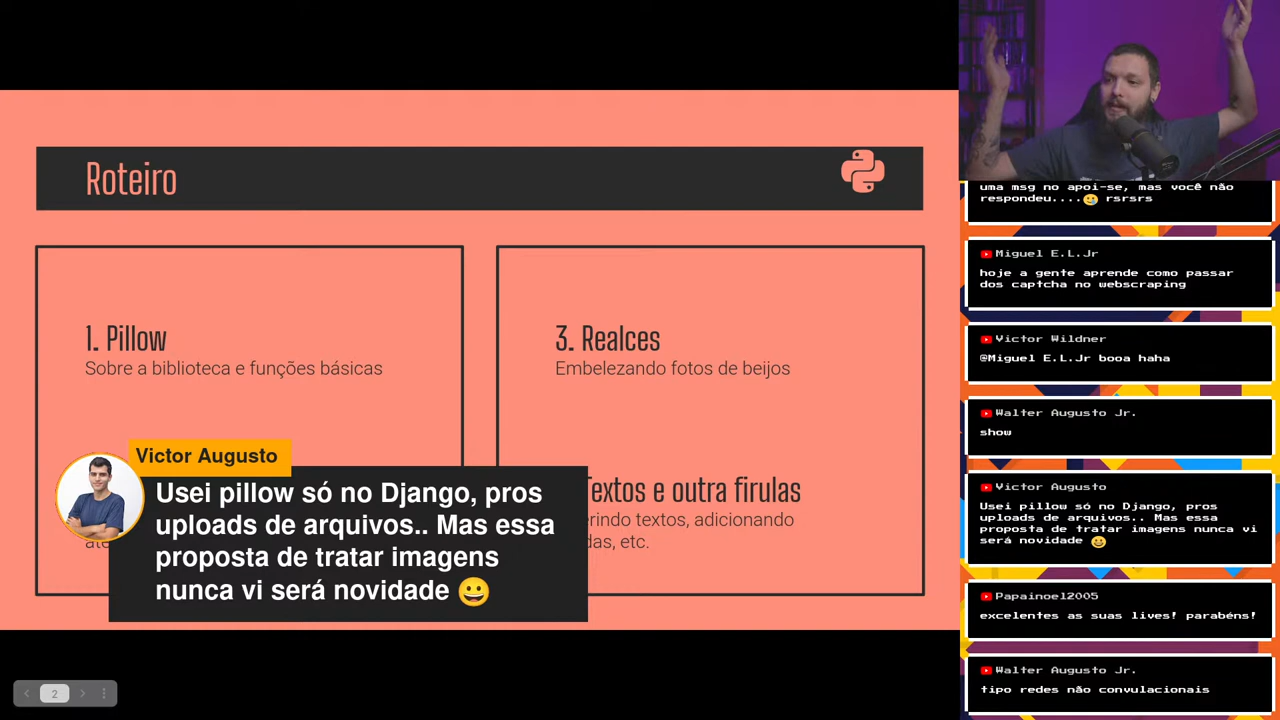 Roteiro
1. Pillow
Sobre a biblioteca e funções básicas
3. Realces
Embelezando fotos de beijos
Textos e outra firulas
erindo textos, adicionando
das, etc.
Victor Augusto
Usei pillow só no Django, pros
uploads de arquivos.. Mas essa
proposta de tratar imagens
nunca vi será novidade 😀
2
uma msg no apoi-se, mas você não
respondeu....🥲 rsrsrs
Miguel E.L.Jr
hoje a gente aprende como passar
dos captcha no webscraping
Victor Wildner
@Miguel E.L.Jr booa haha
Walter Augusto Jr.
show
Victor Augusto
Usei pillow só no Django, pros
uploads de arquivos.. Mas essa
proposta de tratar imagens nunca vi
será novidade 😀
Papainoel2005
excelentes as suas lives! parabéns!
Walter Augusto Jr.
tipo redes não convulacionais